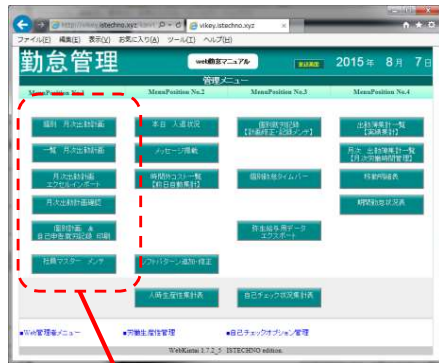 vikey.istechno.xyz
ファイル(F) 編集(E) 表示(V) お気に入り(A) ツール(T) ヘルプ(H)
勤怠管理 web勤怠マニュアル 2015年 8月 7日
管理メニュー
MenuPosition No.1 MenuPosition No.2 MenuPosition No.3 MenuPosition No.4
個別 月次出勤計画 本日 入退状況 個別就労記録 出勤簿集計一覧
【計画修正・記録メンテ】 【実績集計】
一覧 月次出勤計画 メッセージ掲載 月次 出勤簿集計一覧
【月次労働時間管理】
月次出勤計画 時間外コスト一覧 個別勤怠タイムバー
エクセルインポート 【前日自動集計】
月次出勤計画確認 期間勤怠状況表
個別計画 & 弥生給与用データ
自己申告就労記録 印刷 エクスポート
社員マスター メンテ シフトパターン追加・修正
人時生産性集計表 自己チェック状況集計表
■Web管理者メニュー ■労働生産性管理 ■自己チェックオプション管理
WebKintai 1.7.2_5 ISTECHNO edition.